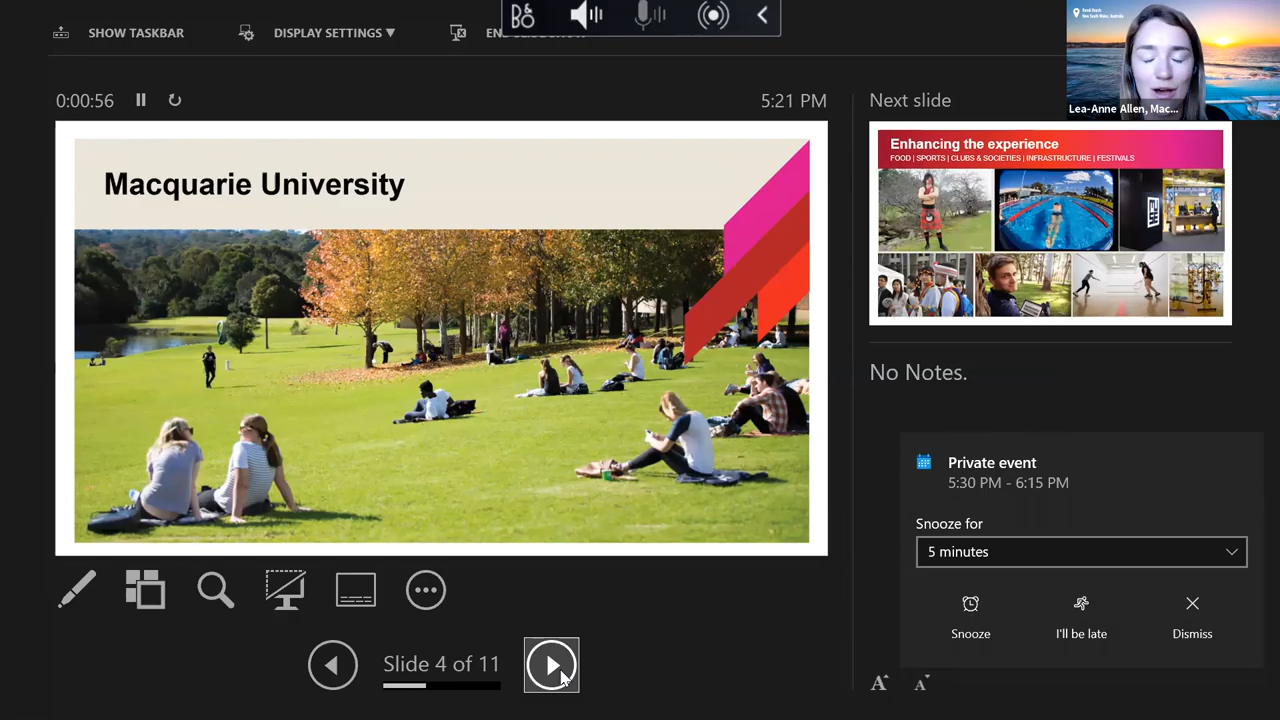 SHOW TASKBAR
DISPLAY SETTINGS ▼
B&O
0:00:56
5:21 PM
Next slide
Lea-Anne Allen, Mac...
Macquarie University
Enhancing the experience
FOOD | SPORTS | CLUBS & SOCIETIES | INFRASTRUCTURE | FESTIVALS
No Notes.
Private event
5:30 PM - 6:15 PM
Snooze for
5 minutes
Snooze
I'll be late
Dismiss
Slide 4 of 11
A A